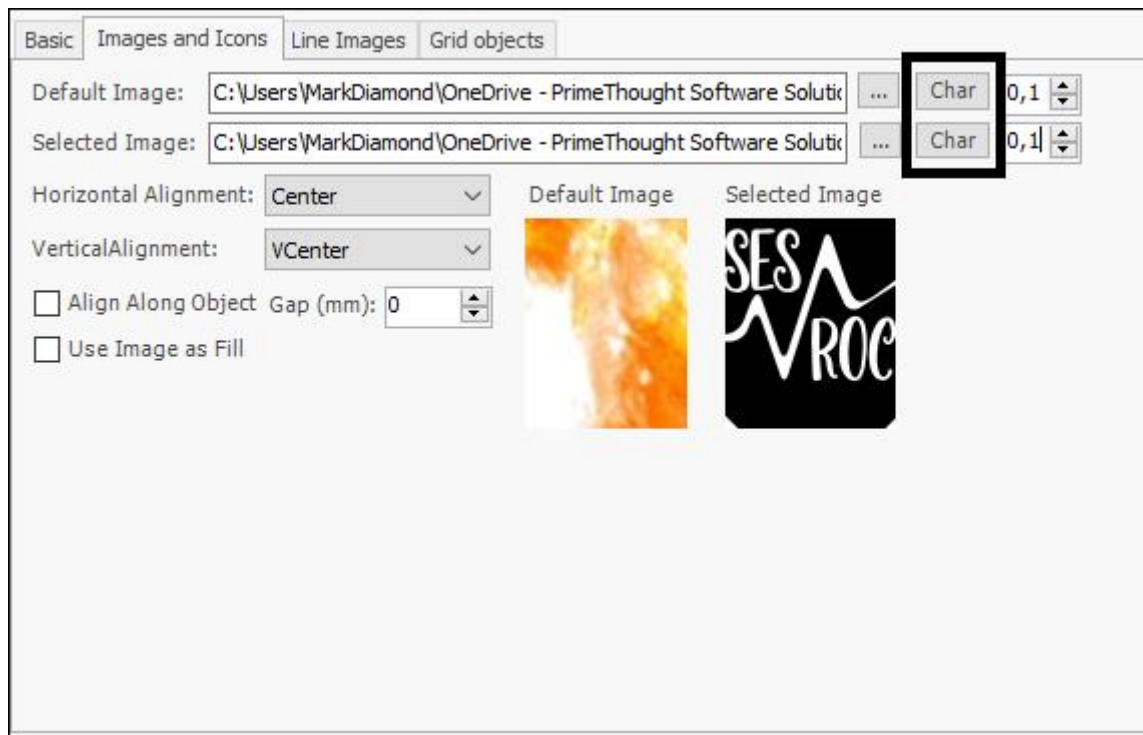 Basic Images and Icons Line Images Grid objects
Default Image: C:\Users\MarkDiamond\OneDrive - PrimeThought Software Solutic ... Char 0,1
Selected Image: C:\Users\MarkDiamond\OneDrive - PrimeThought Software Solutic ... Char 0,1
Horizontal Alignment: Center Default Image Selected Image
VerticalAlignment: VCenter
SES
Align Along Object Gap (mm): 0
ROC
Use Image as Fill